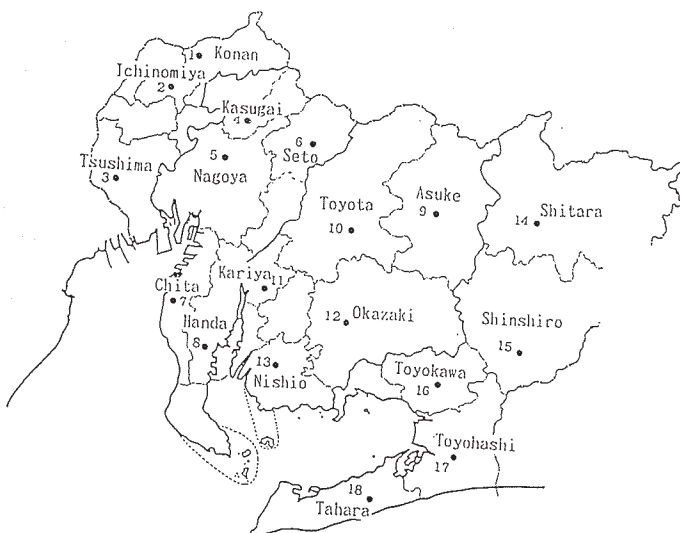 1 Konan
Ichinomiya
2
Kasugai
4
6
Seto
Tsushima
3
5
Nagoya
Asuke
9
Toyota
10
14 Shitara
Kariya
11
Chita
7
Handa
8
12 Okazaki
Shinshiro
15
13
Nishio
Toyokawa
16
Toyohashi
17
18
Tahara